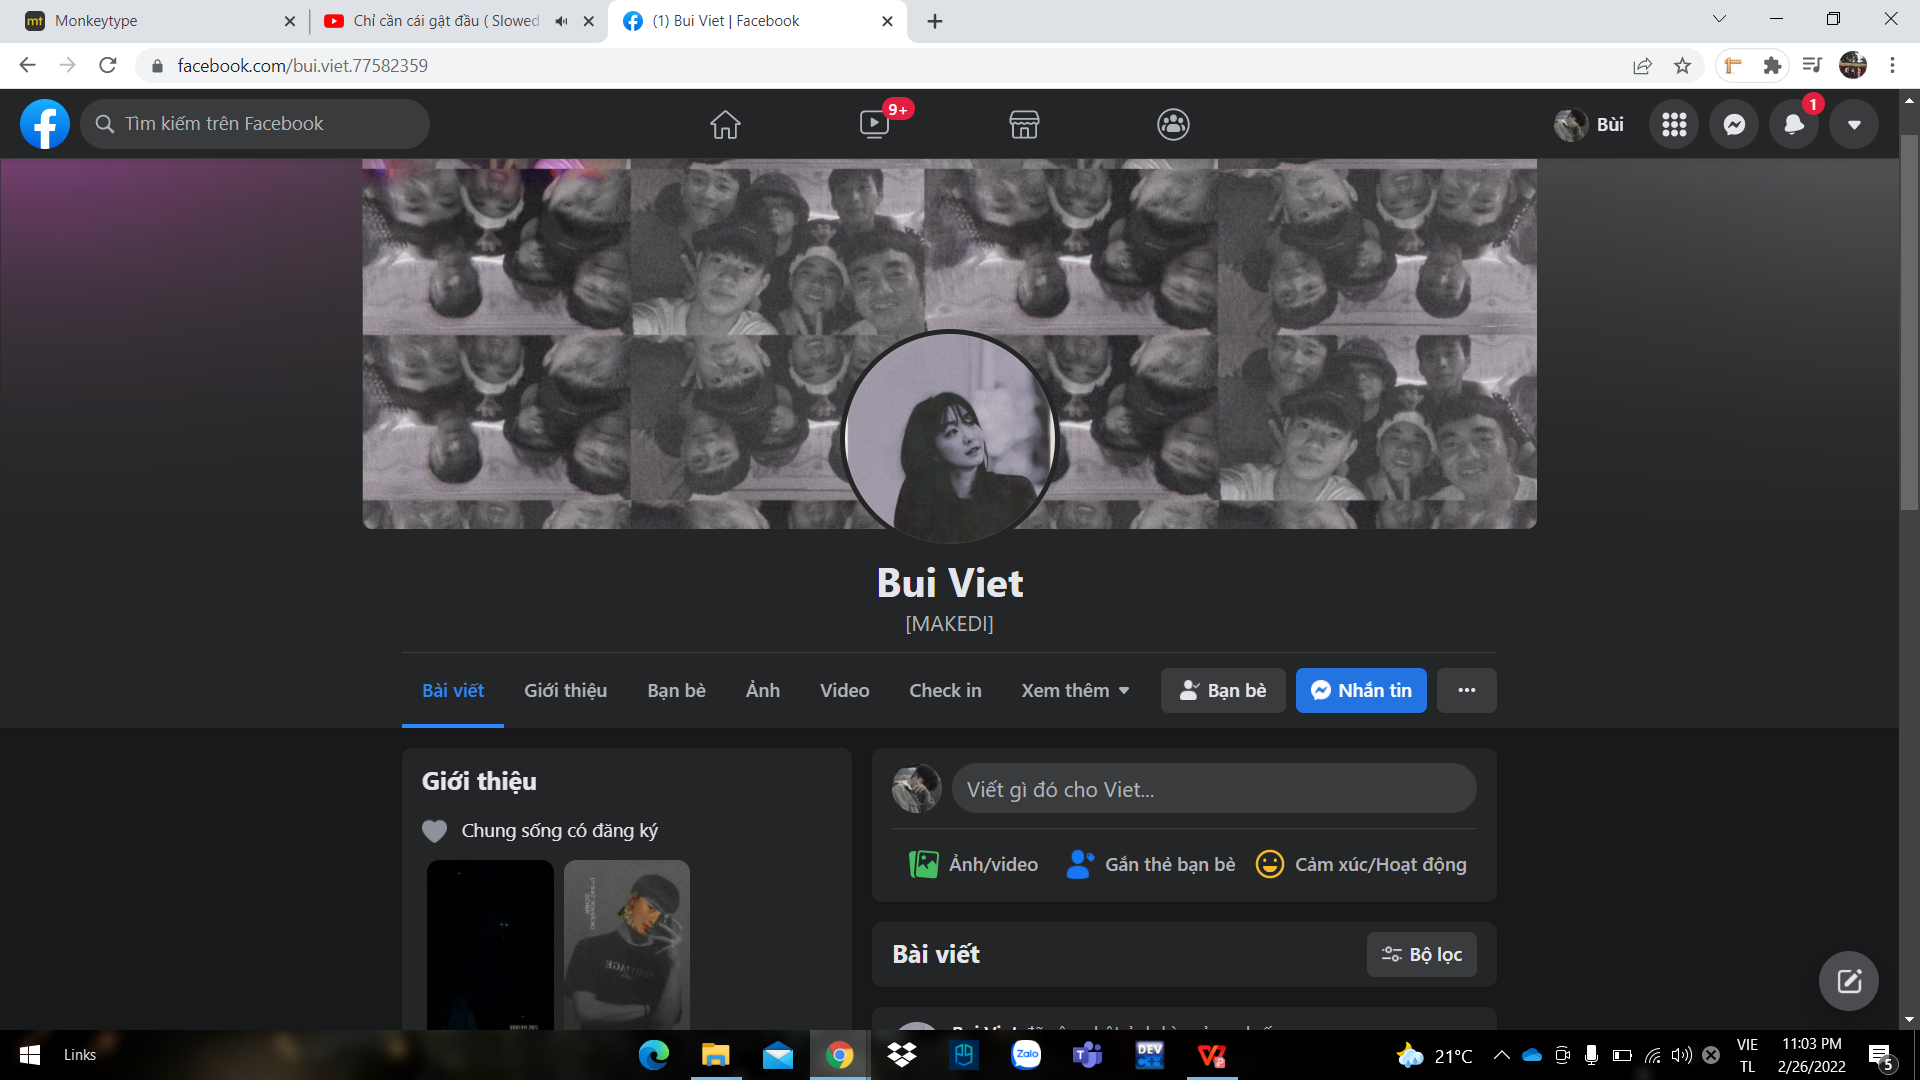 mt Monkeytype
Chỉ cần cái gật đầu ( Slowed
(1) Bui Viet | Facebook
facebook.com/bui.viet.77582359
Tìm kiếm trên Facebook
9+
Bùi
1
Bui Viet
[MAKEDI]
Bài viết
Giới thiệu
Bạn bè
Ảnh
Video
Check in
Xem thêm
Bạn bè
Nhắn tin
Giới thiệu
Chung sống có đăng ký
Viết gì đó cho Viet...
Ảnh/video
Gắn thẻ bạn bè
Cảm xúc/Hoạt động
Bài viết
Bộ lọc
Links
Zalo
DEV
21°C
VIE
TL
11:03 PM
2/26/2022
5